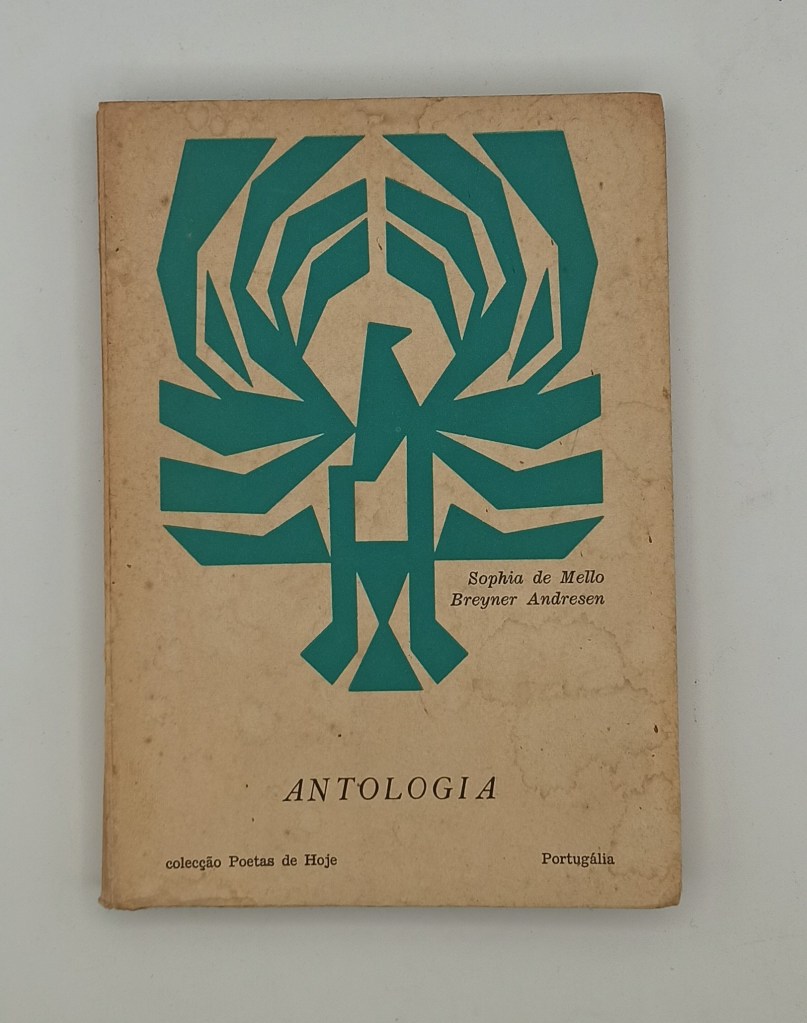 Sophia de Mello
Breyner Andresen
ANTOLOGIA
colecção Poetas de Hoje
Portugália